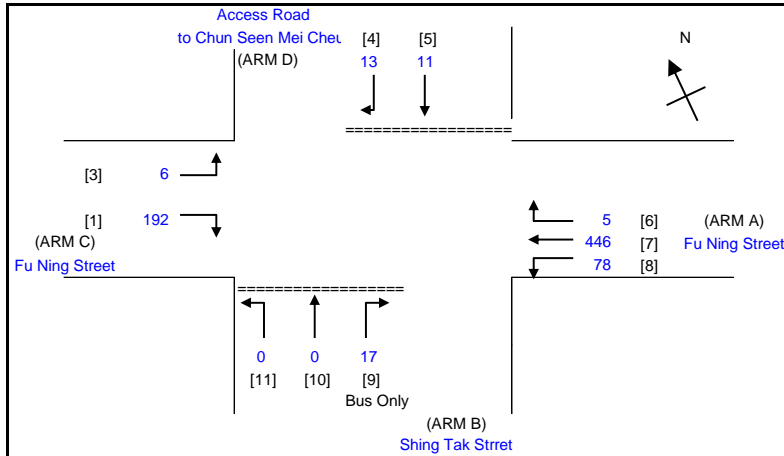 Access Road
to Chun Seen Mei Cheu
(ARM D)
[4] [5]
13 11
N
[3] 6
[1] 192
(ARM C)
Fu Ning Street
5 [6] (ARM A)
446 [7] Fu Ning Street
78 [8]
0 0 17
[11] [10] [9]
Bus Only
(ARM B)
Shing Tak Strret